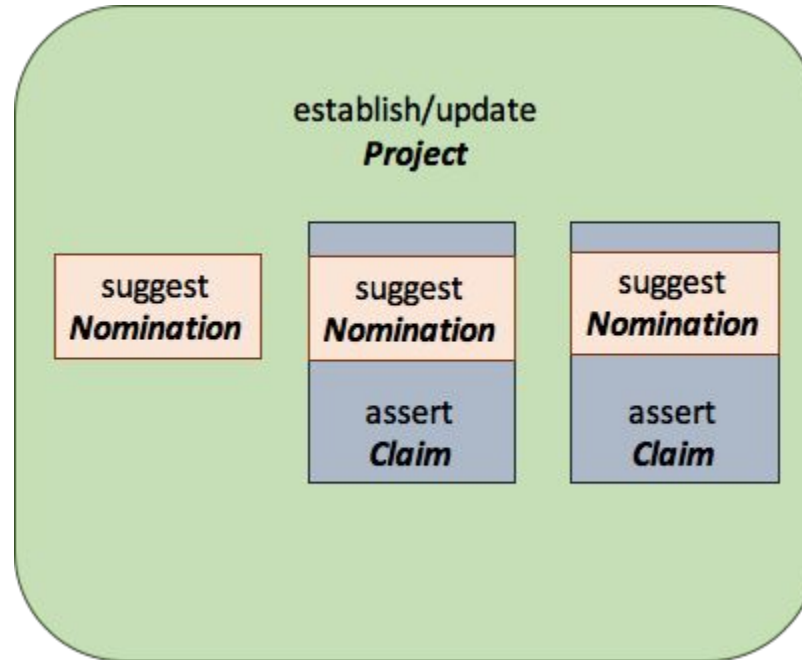 establish/update
Project
suggest
Nomination
suggest
Nomination
assert
Claim
suggest
Nomination
assert
Claim